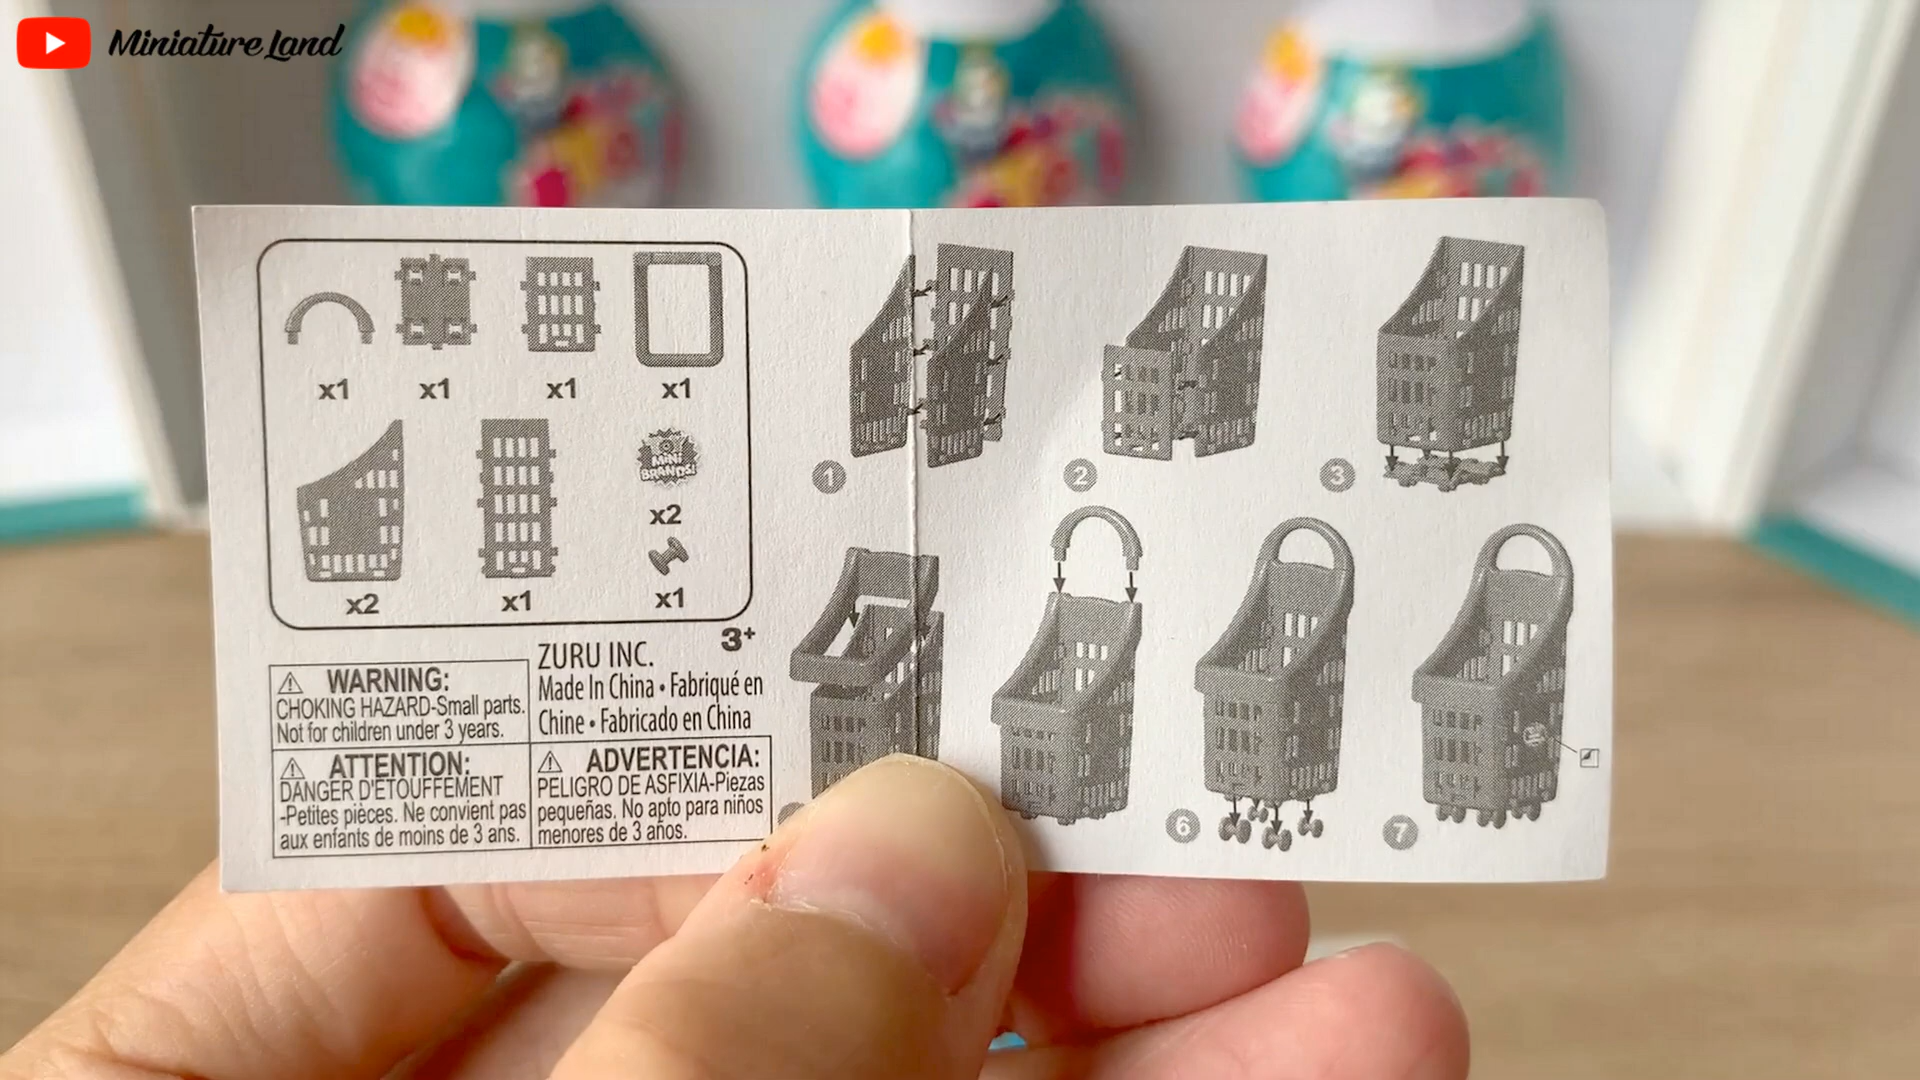 Miniature Land
x1
x1
x1
x1
MINI
BRANDS!
x2
x2
x1
x1
3+
WARNING:
CHOKING HAZARD-Small parts.
Not for children under 3 years.
ZURU INC.
Made In China • Fabriqué en
Chine • Fabricado en China
ATTENTION:
DANGER D'ÉTOUFFEMENT
-Petites pièces. Ne convient pas
aux enfants de moins de 3 ans.
ADVERTENCIA:
PELIGRO DE ASFIXIA-Piezas
pequeñas. No apto para niños
menores de 3 años.
1
2
3
6
7